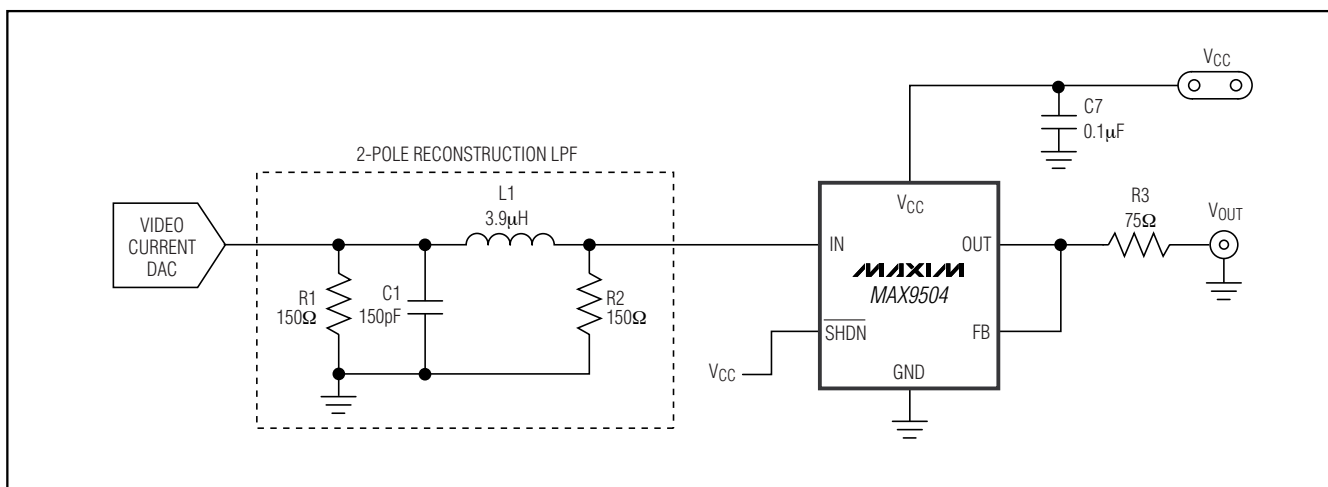 2-POLE RECONSTRUCTION LPF
VIDEO
CURRENT
DAC
R1
150Ω
C1
150pF
L1
3.9μH
R2
150Ω
VCC
C7
0.1μF
VCC
IN
OUT
MAXIM
MAX9504
SHDN
FB
GND
VCC
R3
75Ω
VOUT